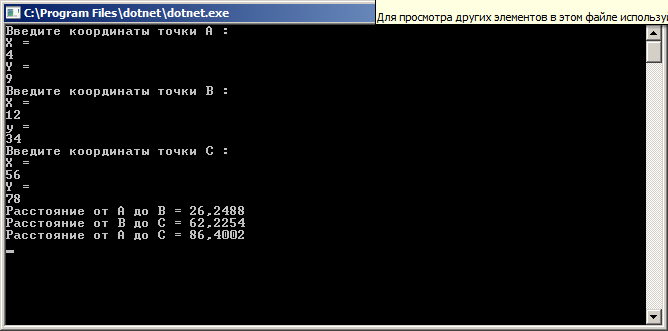 C:\Program Files\dotnet\dotnet.exe
Для просмотра других элементов в этом файле
Введите координаты точки A :
X =
4
Y =
9
Введите координаты точки B :
X =
12
y =
34
Введите координаты точки C :
X =
56
Y =
78
Расстояние от A до B = 26,2488
Расстояние от B до C = 62,2254
Расстояние от A до C = 86,4002